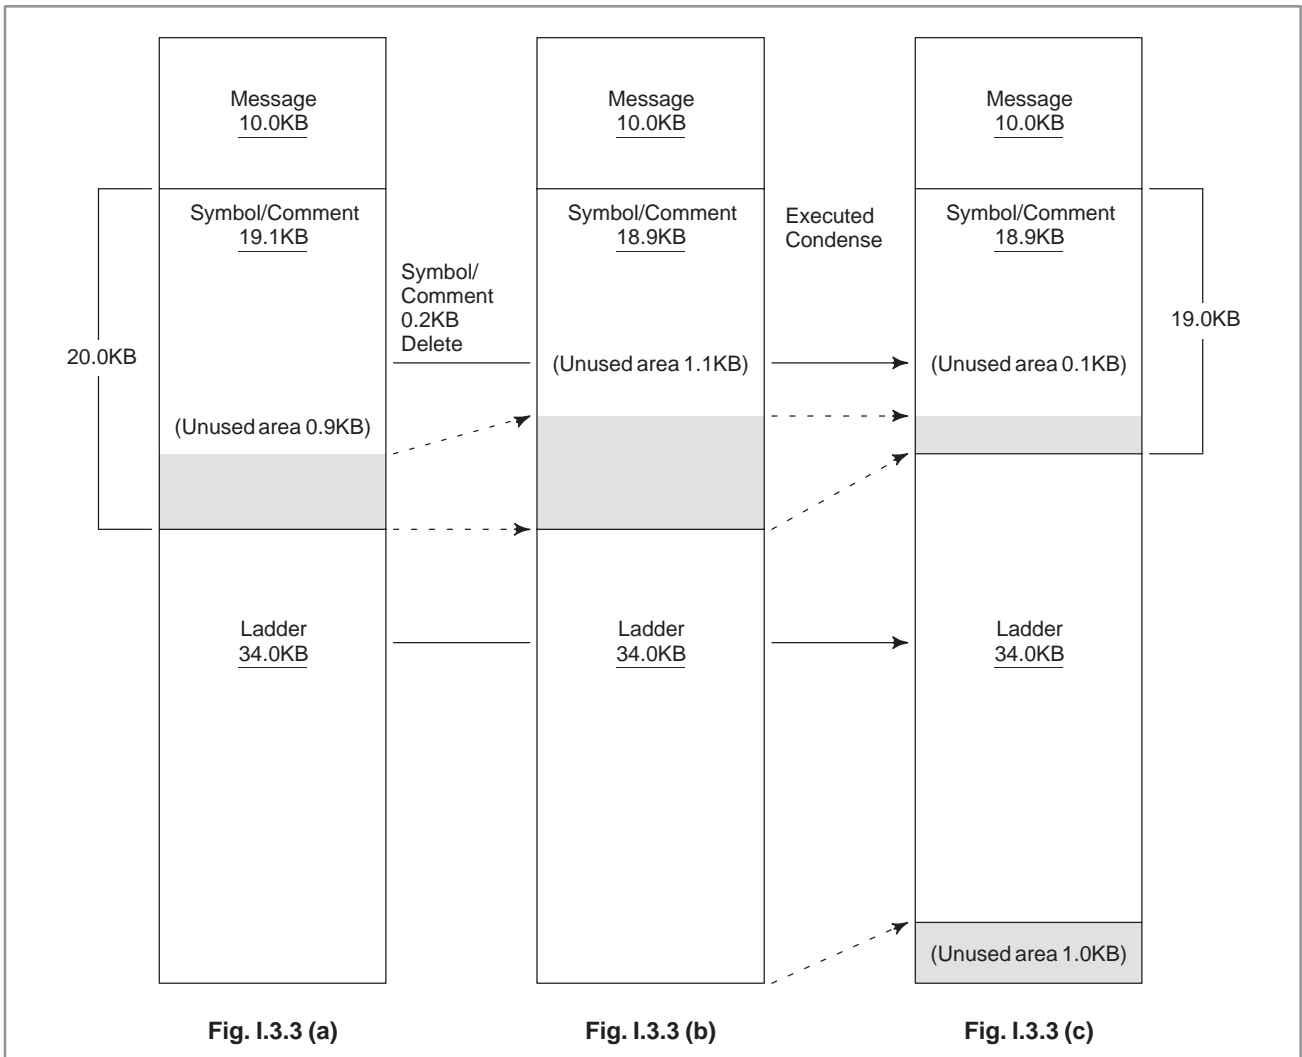 Message
10.0KB
Symbol/Comment
19.1KB
20.0KB
(Unused area 0.9KB)
Ladder
34.0KB
Fig. I.3.3 (a)
Symbol/
Comment
0.2KB
Delete
Message
10.0KB
Symbol/Comment
18.9KB
(Unused area 1.1KB)
Ladder
34.0KB
Fig. I.3.3 (b)
Executed
Condense
Message
10.0KB
Symbol/Comment
18.9KB
19.0KB
(Unused area 0.1KB)
Ladder
34.0KB
(Unused area 1.0KB)
Fig. I.3.3 (c)